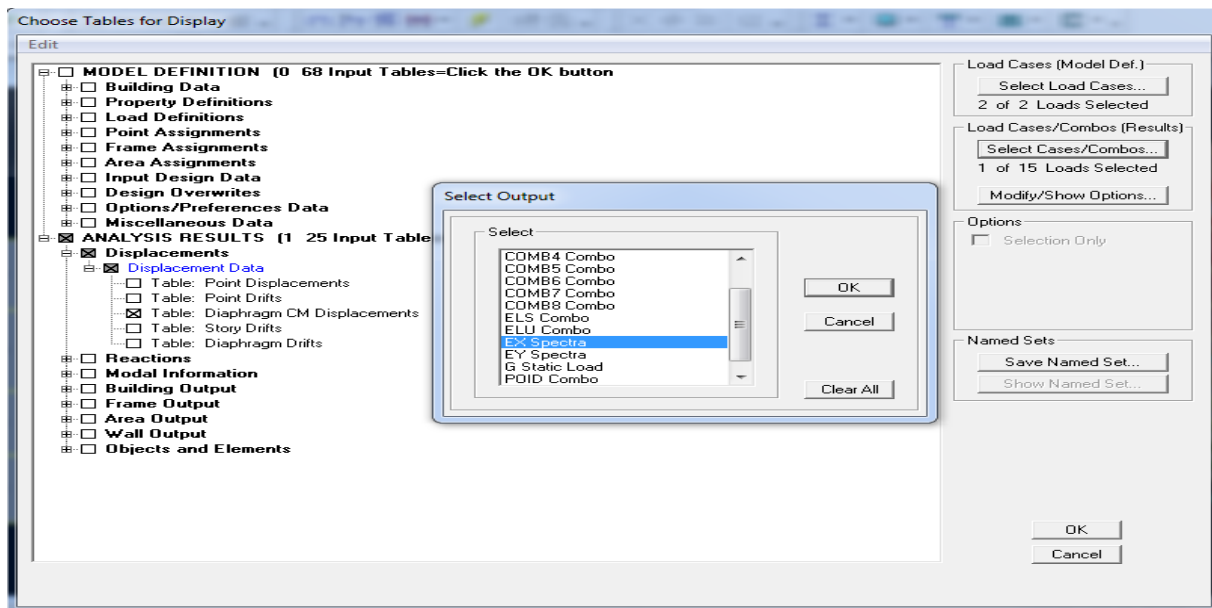 Choose Tables for Display
Edit
MODEL DEFINITION (0 68 Input Tables=Click the OK button
Building Data
Property Definitions
Load Definitions
Point Assignments
Frame Assignments
Area Assignments
Input Design Data
Design Overwrites
Options/Preferences Data
Miscellaneous Data
ANALYSIS RESULTS (1 25 Input Table
Displacements
Displacement Data
Table: Point Displacements
Table: Point Drifts
Table: Diaphragm CM Displacements
Table: Story Drifts
Table: Diaphragm Drifts
Reactions
Modal Information
Building Output
Frame Output
Area Output
Wall Output
Objects and Elements
Select Output
Select
COMB4 Combo
COMB5 Combo
COMB6 Combo
COMB7 Combo
COMB8 Combo
ELS Combo
ELU Combo
EX Spectra
EY Spectra
G Static Load
POID Combo
OK
Cancel
Clear All
Load Cases (Model Def.)
Select Load Cases...
2 of 2 Loads Selected
Load Cases/Combos (Results)
Select Cases/Combos...
1 of 15 Loads Selected
Modify/Show Options...
Options
Selection Only
Named Sets
Save Named Set...
Show Named Set...
OK
Cancel